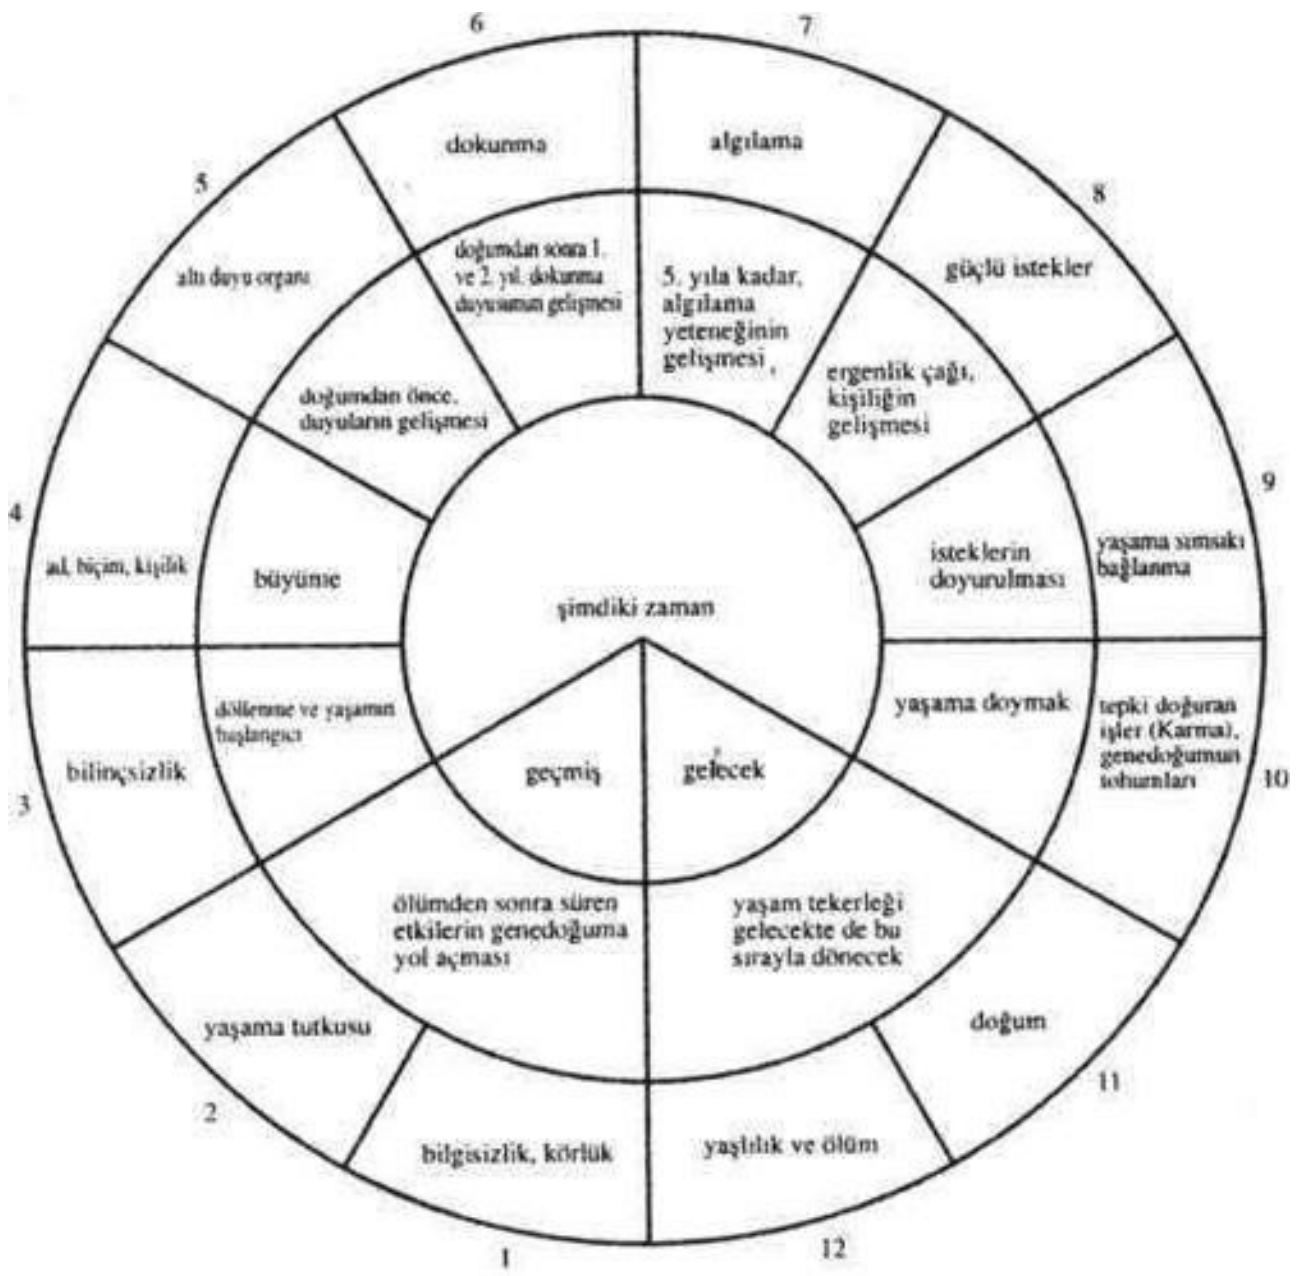 6
7
dokunma
algılama
5
8
altı duyu organı
doğumdan sonra 1.
ve 2. yıl. dokunma
duyusunun gelişmesi
5. yıla kadar,
algılama
yeteneğinin
gelişmesi
güçlü istekler
doğumdan önce,
duyuların gelişmesi
ergenlik çağı,
kişiliğin
gelişmesi
4
9
ad, biçim, kişilik
büyüme
isteklerin
doyurulması
yaşama sımsıkı
bağlanma
şimdiki zaman
döllenme ve yaşamın
başlangıcı
yaşama doymak
tepki doğuran
işler (Karma),
genedoğumun
tohumları
bilinçsizlik
geçmiş
gelecek
3
10
ölümden sonra süren
etkilerin genedoğuma
yol açması
yaşam tekerleği
gelecekte de bu
sırayla dönecek
yaşama tutkusu
doğum
2
11
bilgisizlik, körlük
yaşlılık ve ölüm
1
12